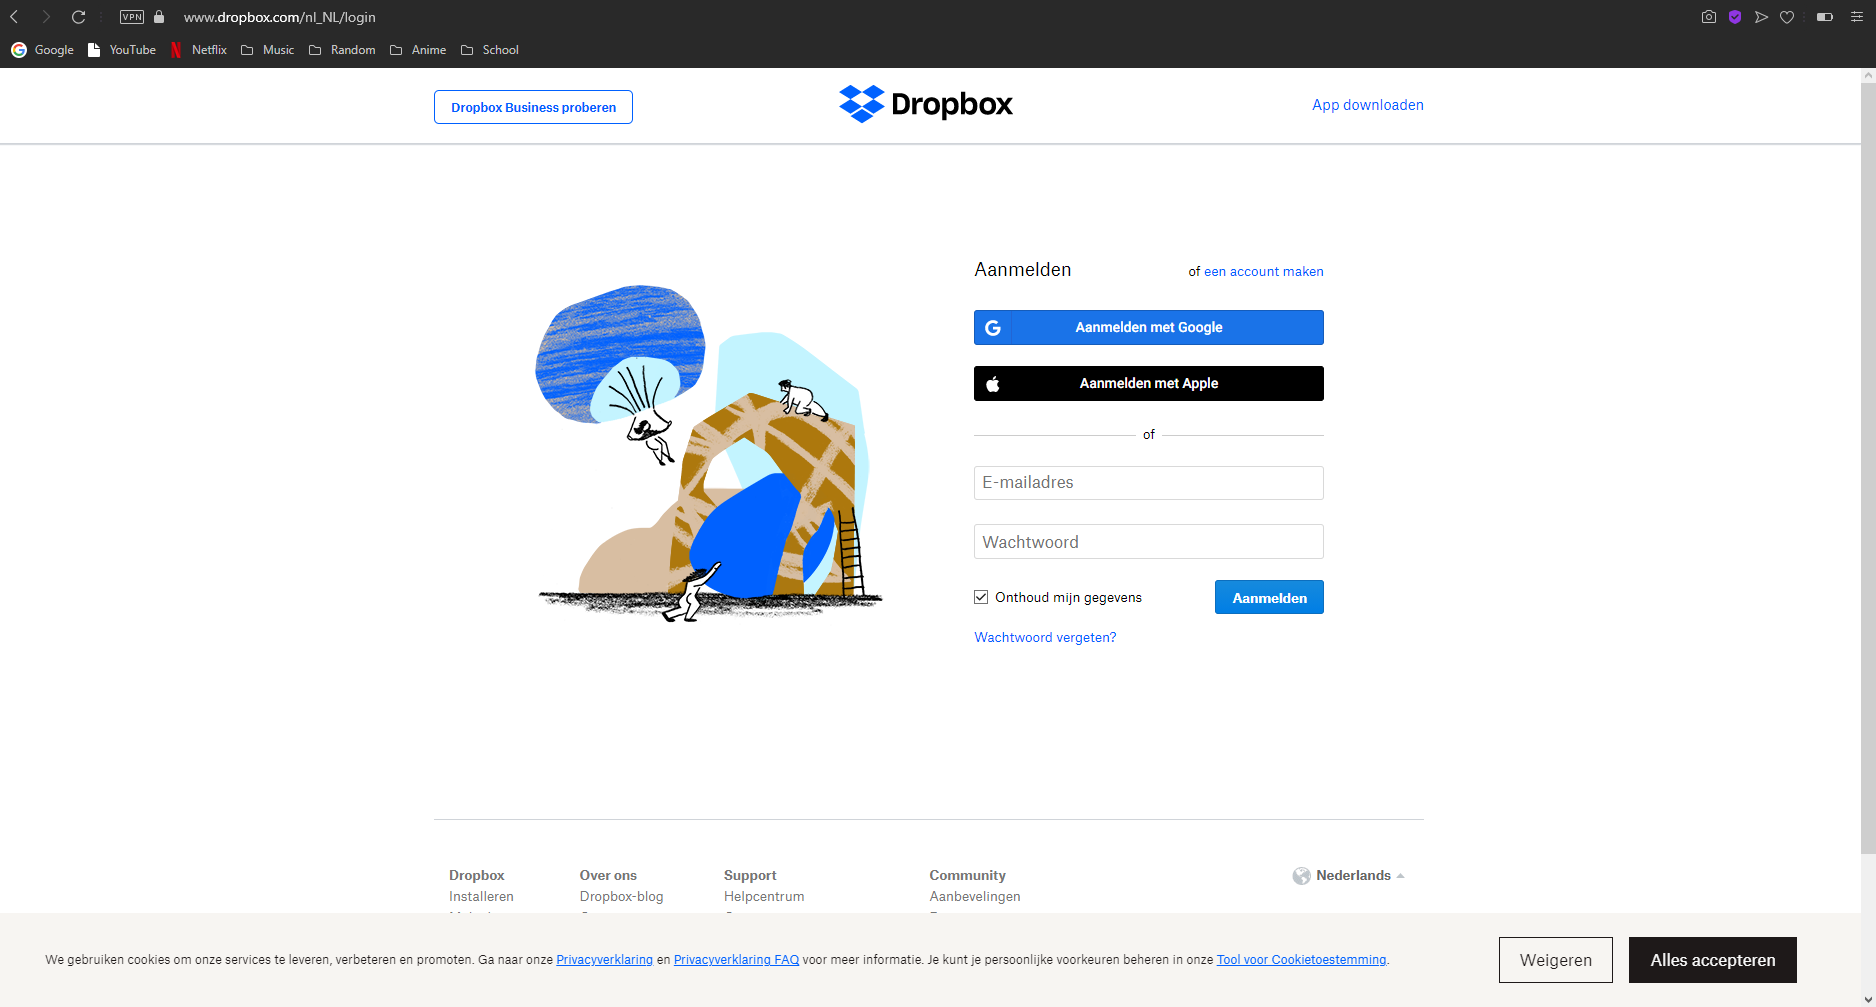 VPN www.dropbox.com/nl_NL/login
Google YouTube Netflix Music Random Anime School
Dropbox Business proberen
Dropbox
App downloaden
Aanmelden of een account maken
Aanmelden met Google
Aanmelden met Apple
of
E-mailadres
Wachtwoord
Onthoud mijn gegevens
Aanmelden
Wachtwoord vergeten?
Dropbox Over ons Support Community Nederlands
Installeren Dropbox-blog Helpcentrum Aanbevelingen
We gebruiken cookies om onze services te leveren, verbeteren en promoten. Ga naar onze Privacyverklaring en Privacyverklaring FAQ voor meer informatie. Je kunt je persoonlijke voorkeuren beheren in onze Tool voor Cookietoestemming.
Weigeren
Alles accepteren